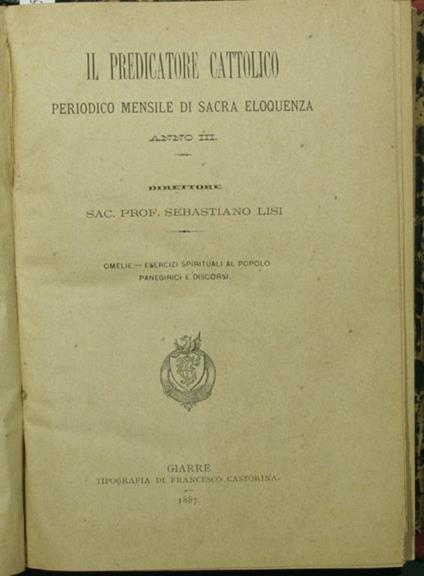 IL PREDICATORE CATTOLICO
PERIODICO MENSILE DI SACRA ELOQUENZA
ANNO III.
DIRETTORE
SAC. PROF. SEBASTIANO LISI
OMELIE — ESERCIZI SPIRITUALI AL POPOLO
PANEGIRICI E DISCORSI.
GIARRE
TIPOGRAFIA DI FRANCESCO CASTORINA.
1887.